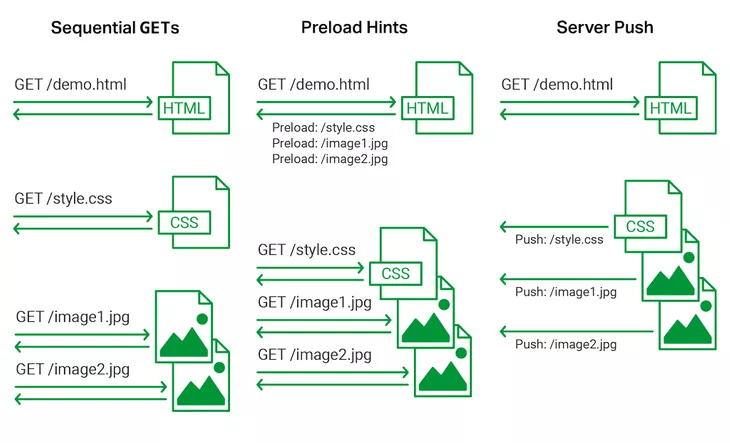 Sequential GETs
GET /demo.html
HTML
GET /style.css
CSS
GET /image1.jpg
GET /image2.jpg
Preload Hints
GET /demo.html
HTML
Preload: /style.css
Preload: /image1.jpg
Preload: /image2.jpg
GET /style.css
CSS
GET /image1.jpg
GET /image2.jpg
Server Push
GET /demo.html
HTML
CSS
Push: /style.css
Push: /image1.jpg
Push: /image2.jpg